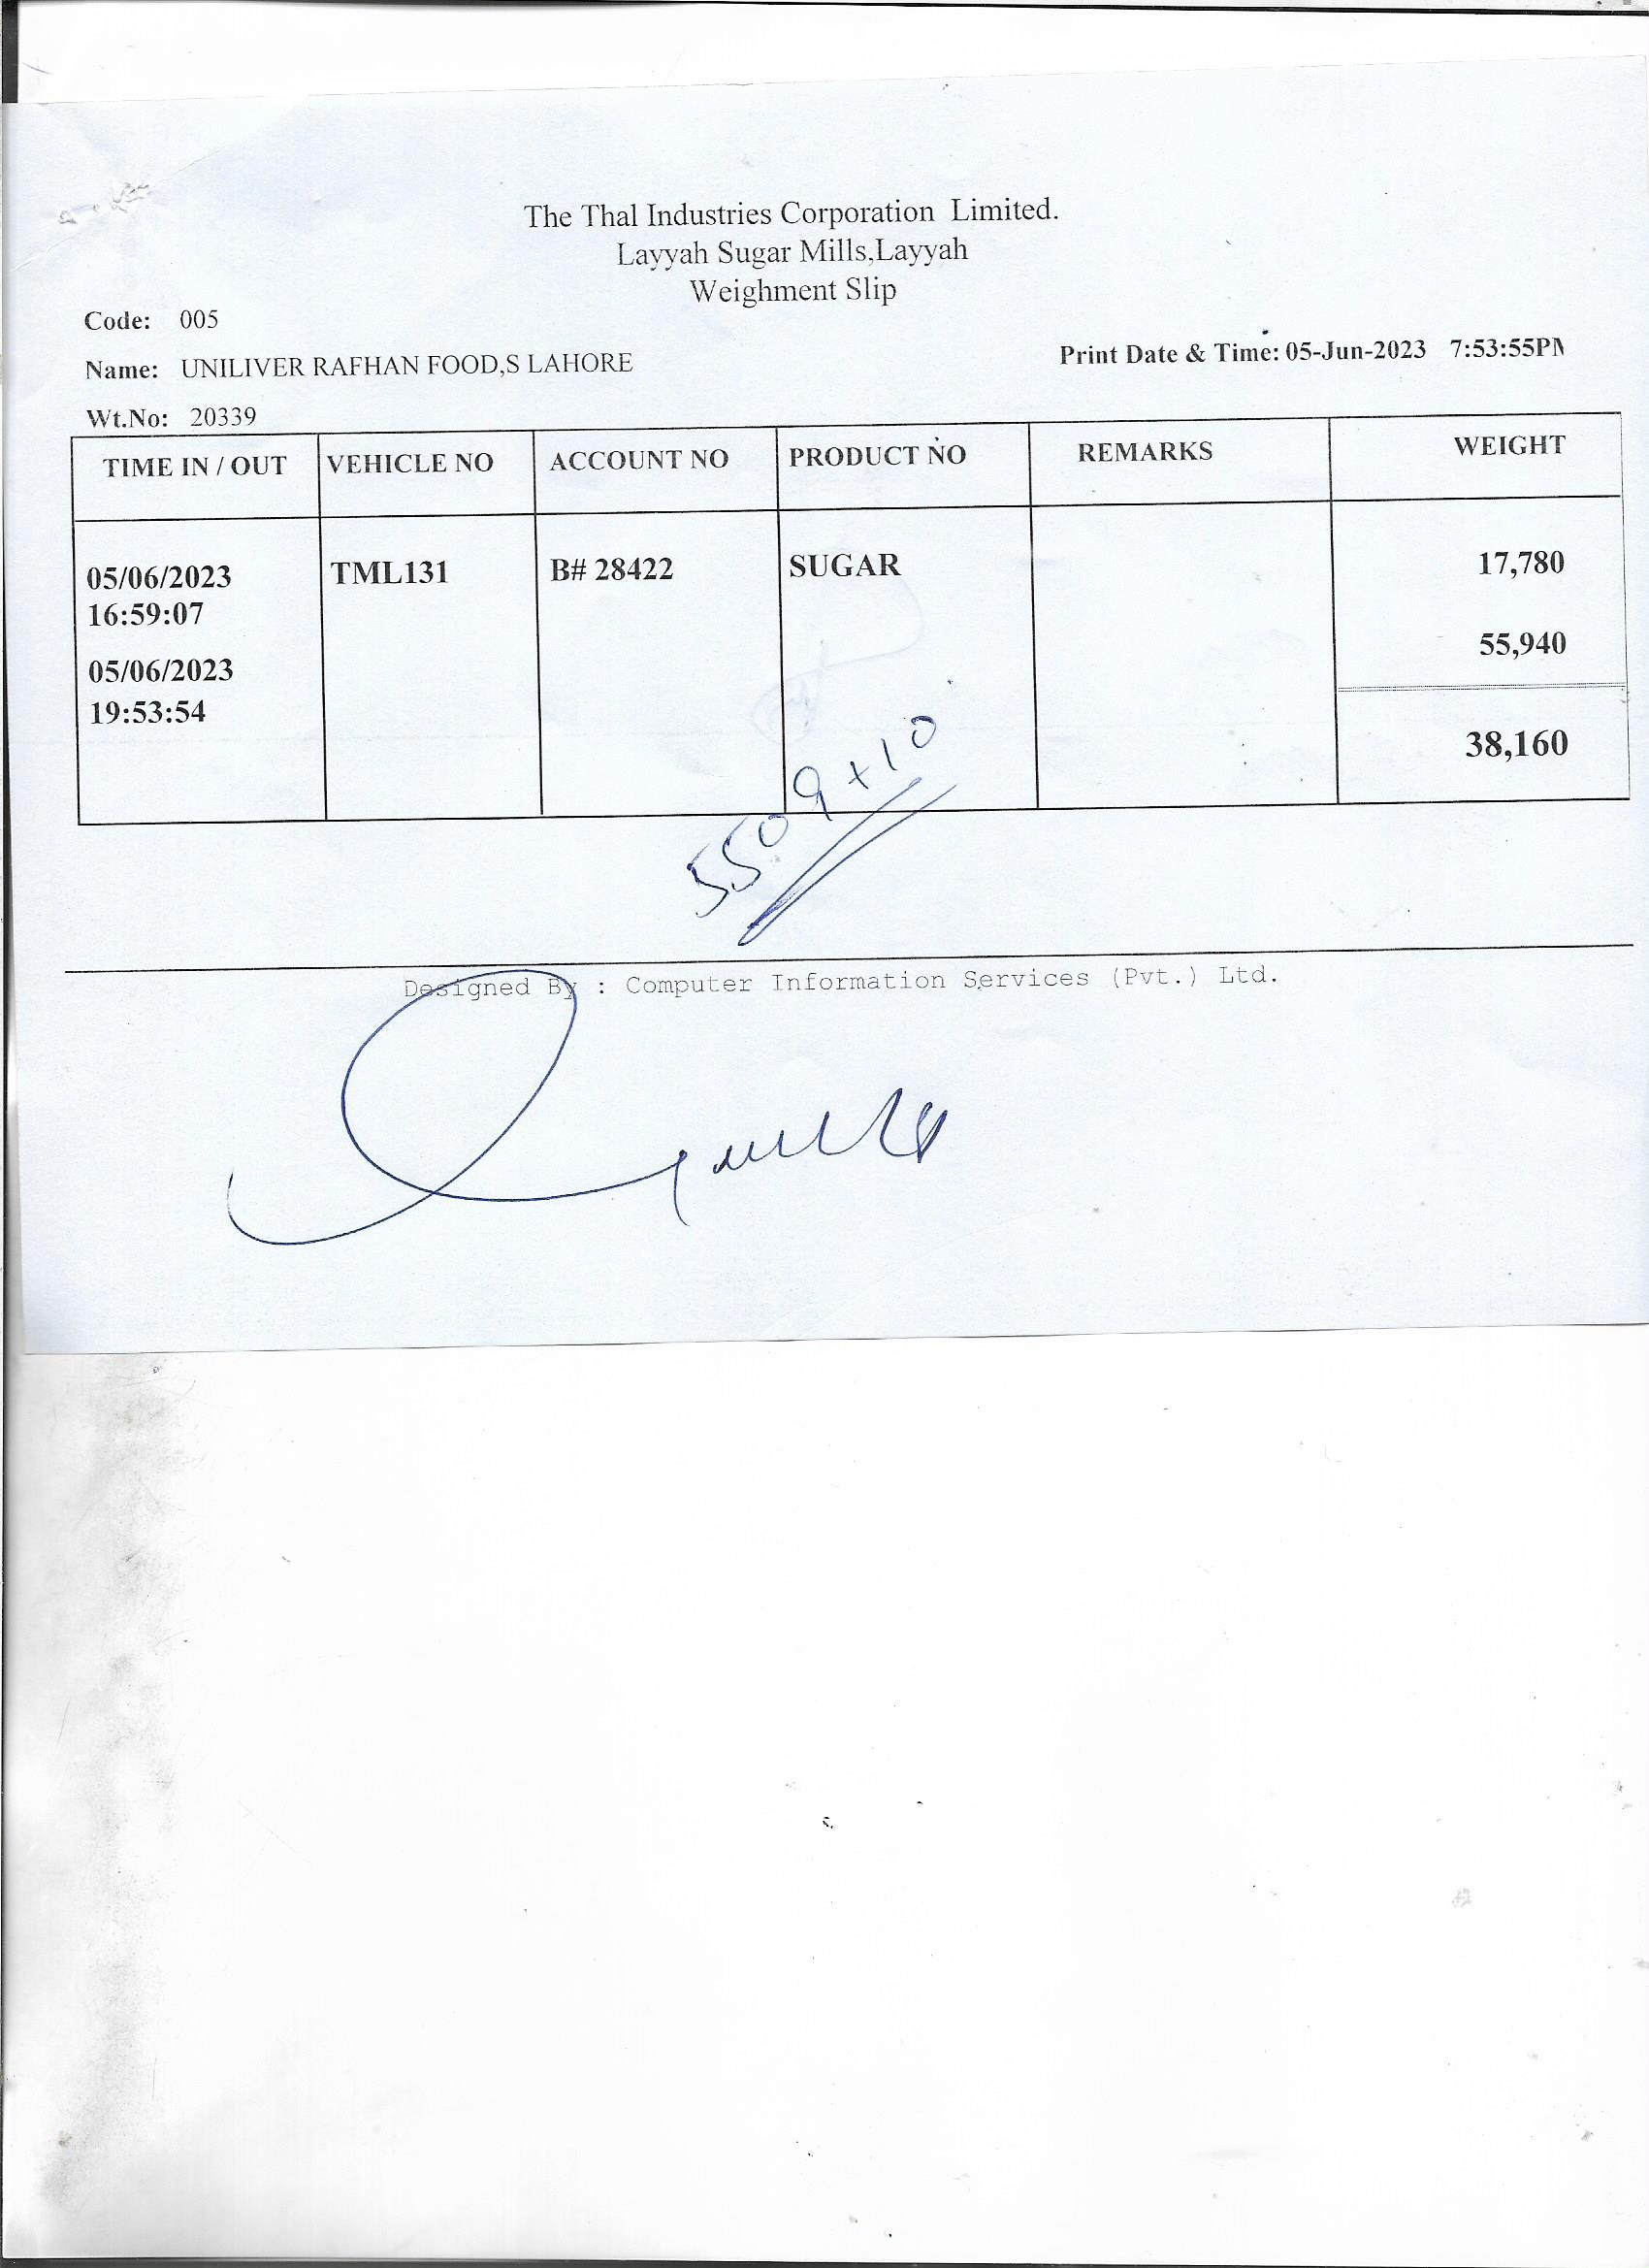 The Thal Industries Corporation Limited.
Layyah Sugar Mills,Layyah
Weighment Slip
Code: 005
Name: UNILIVER RAFHAN FOOD,S LAHORE
Print Date & Time: 05-Jun-2023 7:53:55PM
Wt.No: 20339
TIME IN / OUT VEHICLE NO ACCOUNT NO PRODUCT NO REMARKS WEIGHT
05/06/2023 TML131 B# 28422 SUGAR 17,780
16:59:07
55,940
05/06/2023
19:53:54
38,160
5509+10
Designed By : Computer Information Services (Pvt.) Ltd.